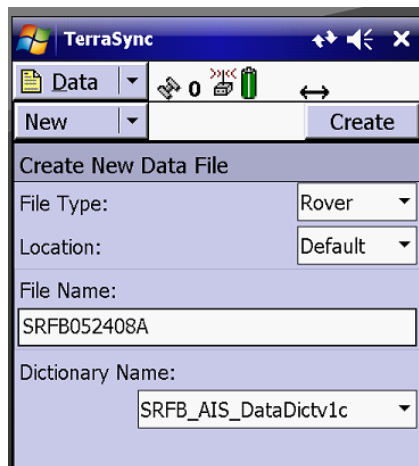 TerraSync
Data
0
New
Create
Create New Data File
File Type:
Rover
Location:
Default
File Name:
SRFB052408A
Dictionary Name:
SRFB_AIS_DataDictv1c